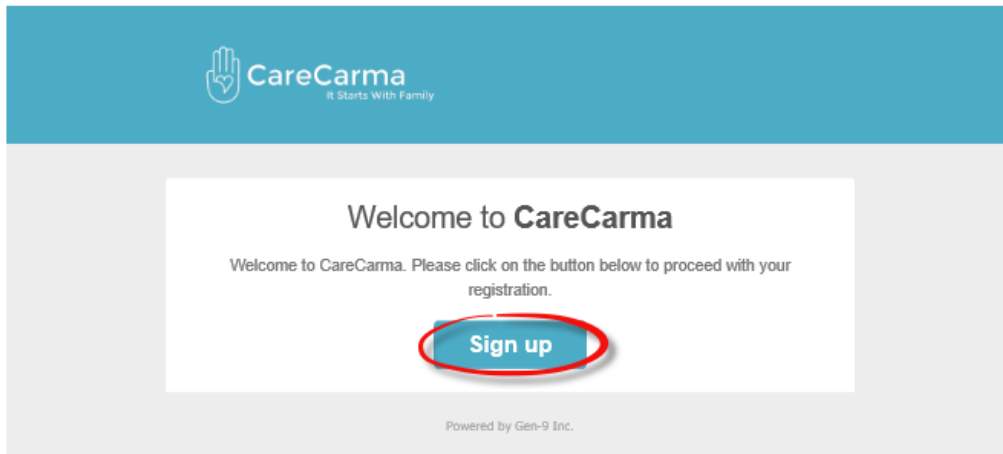 CareCarma
It Starts With Family
Welcome to CareCarma
Welcome to CareCarma. Please click on the button below to proceed with your
registration.
Sign up
Powered by Gen-9 Inc.